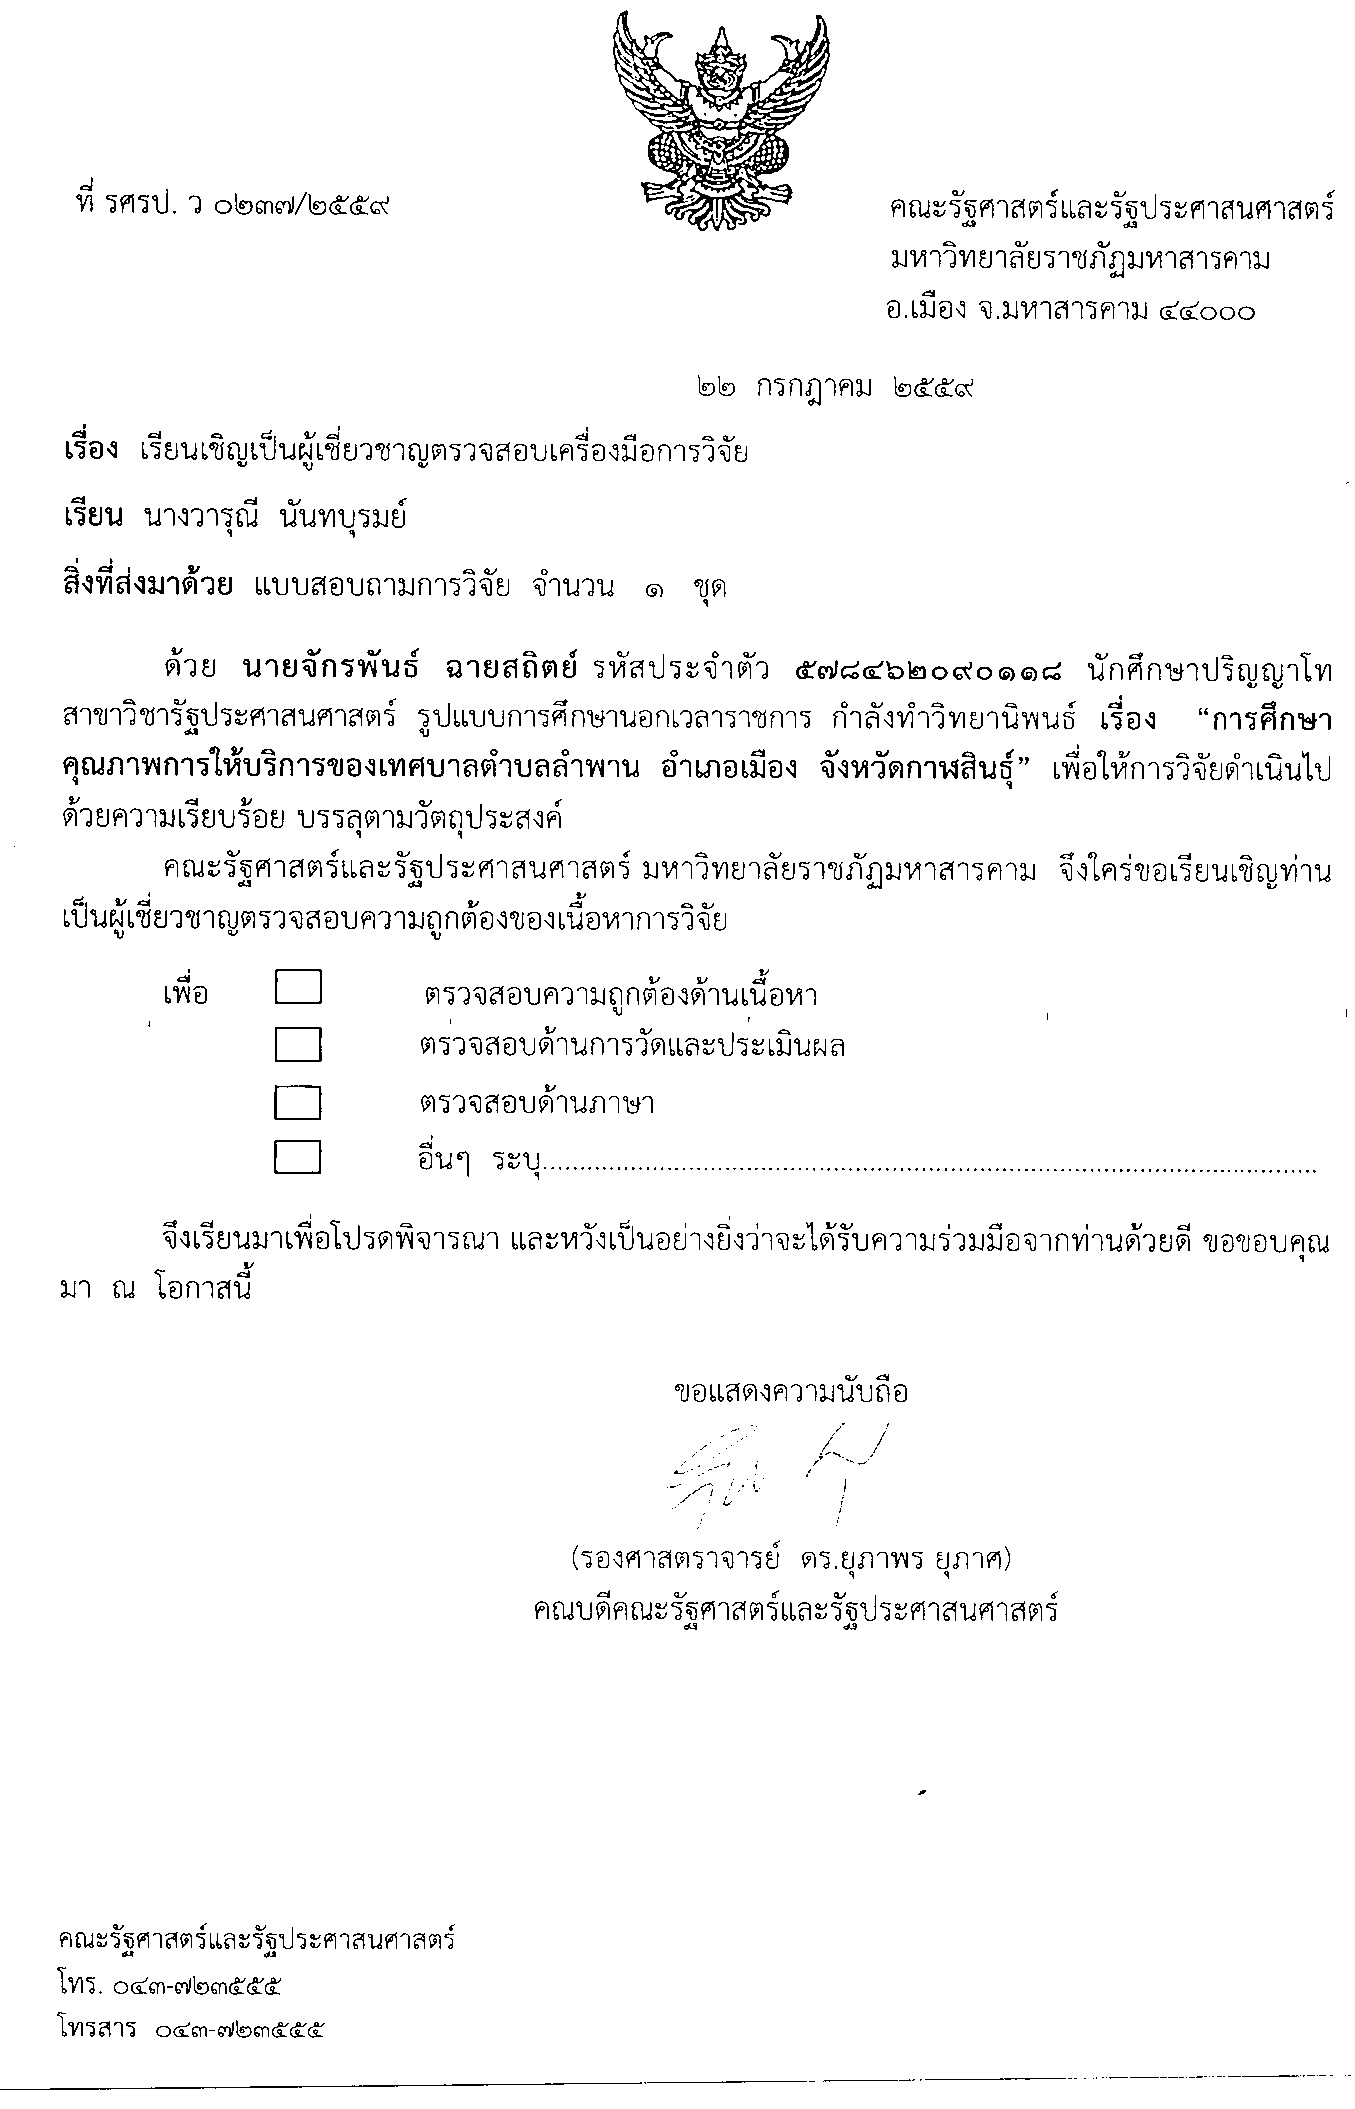 ที่ รศรป. ว ๐๒๓๗/๒๕๕๙
คณะรัฐศาสตร์และรัฐประศาสนศาสตร์
มหาวิทยาลัยราชภัฏมหาสารคาม
อ.เมือง จ.มหาสารคาม ๔๔๐๐๐
๒๒ กรกฎาคม ๒๕๕๙
เรื่อง เรียนเชิญเป็นผู้เชี่ยวชาญตรวจสอบเครื่องมือการวิจัย
เรียน นางวารุณี นันทบุรมย์
สิ่งที่ส่งมาด้วย แบบสอบถามการวิจัย จำนวน ๑ ชุด
ด้วย นายจักรพันธ์ ฉายสถิตย์ รหัสประจำตัว ๕๗๘๔๖๒๐๙๐๑๑๘ นักศึกษาปริญญาโท
สาขาวิชารัฐประศาสนศาสตร์ รูปแบบการศึกษานอกเวลาราชการ กำลังทำวิทยานิพนธ์ เรื่อง “การศึกษา
คุณภาพการให้บริการของเทศบาลตำบลลำพาน อำเภอเมือง จังหวัดกาฬสินธุ์” เพื่อให้การวิจัยดำเนินไป
ด้วยความเรียบร้อย บรรลุตามวัตถุประสงค์
คณะรัฐศาสตร์และรัฐประศาสนศาสตร์ มหาวิทยาลัยราชภัฏมหาสารคาม จึงใคร่ขอเรียนเชิญท่าน
เป็นผู้เชี่ยวชาญตรวจสอบความถูกต้องของเนื้อหาการวิจัย
เพื่อ ตรวจสอบความถูกต้องด้านเนื้อหา
ตรวจสอบด้านการวัดและประเมินผล
ตรวจสอบด้านภาษา
อื่นๆ ระบุ........................................................................................................
จึงเรียนมาเพื่อโปรดพิจารณา และหวังเป็นอย่างยิ่งว่าจะได้รับความร่วมมือจากท่านด้วยดี ขอขอบคุณ
มา ณ โอกาสนี้
ขอแสดงความนับถือ
(รองศาสตราจารย์ ดร.ยุภาพร ยุภาศ)
คณบดีคณะรัฐศาสตร์และรัฐประศาสนศาสตร์
คณะรัฐศาสตร์และรัฐประศาสนศาสตร์
โทร. ๐๔๓-๗๒๓๕๕๕
โทรสาร ๐๔๓-๗๒๓๕๕๕